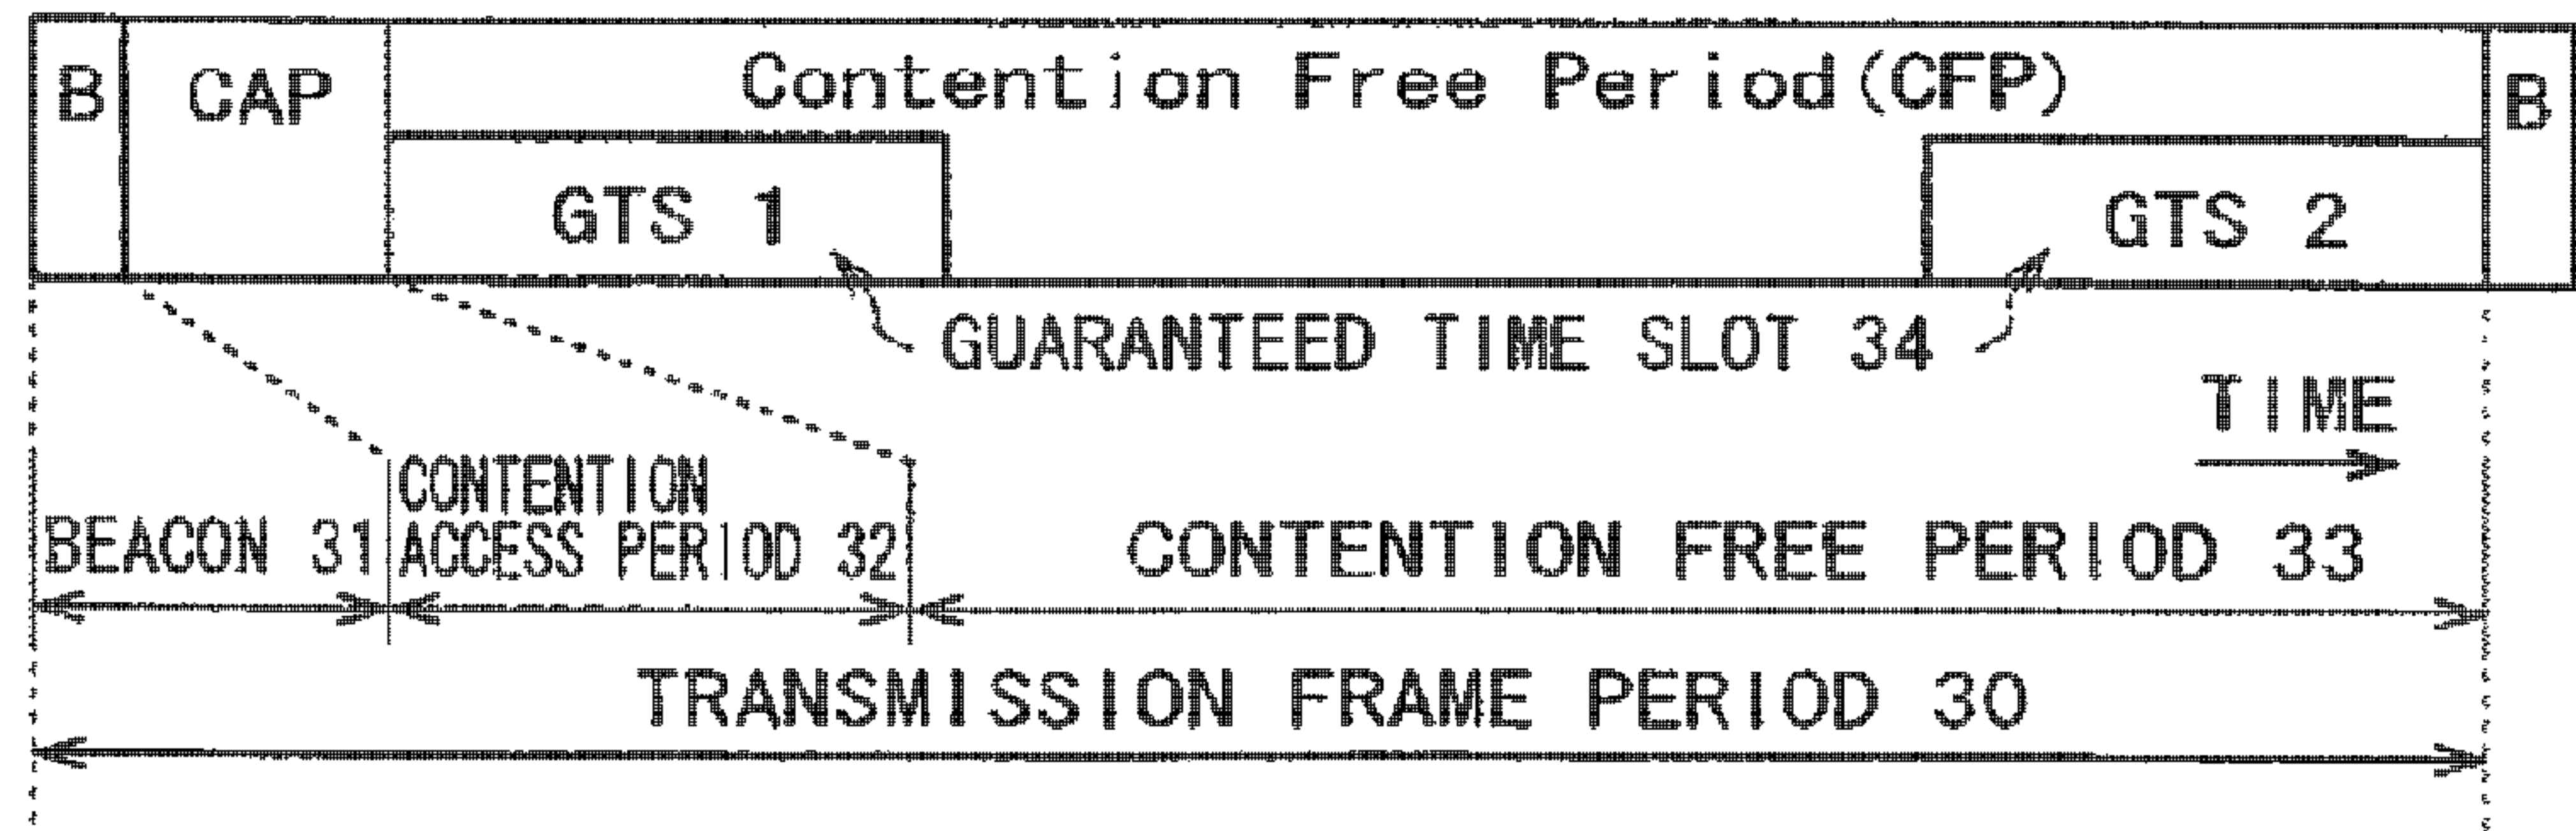 B CAP Contention Free Period(CFP) B
GTS 1 GTS 2
GUARANTEED TIME SLOT 34
TIME
CONTENTION
BEACON 31 ACCESS PERIOD 32 CONTENTION FREE PERIOD 33
TRANSMISSION FRAME PERIOD 30